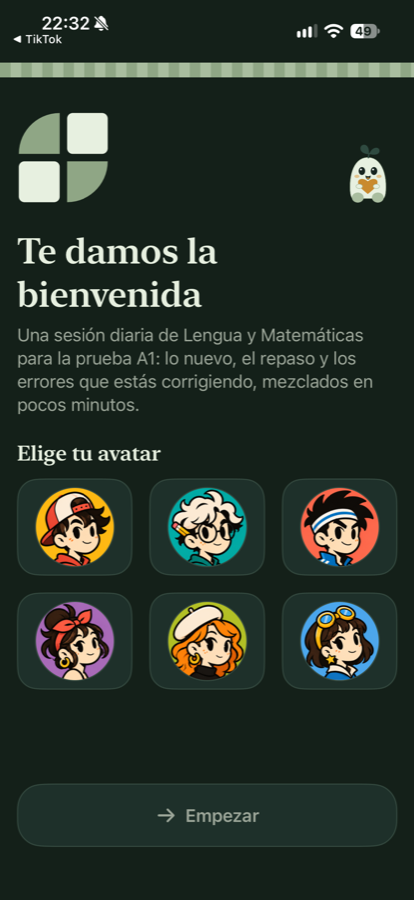 22:32
◀ TikTok
49
Te damos la
bienvenida
Una sesión diaria de Lengua y Matemáticas
para la prueba A1: lo nuevo, el repaso y los
errores que estás corrigiendo, mezclados en
pocos minutos.
Elige tu avatar
→ Empezar